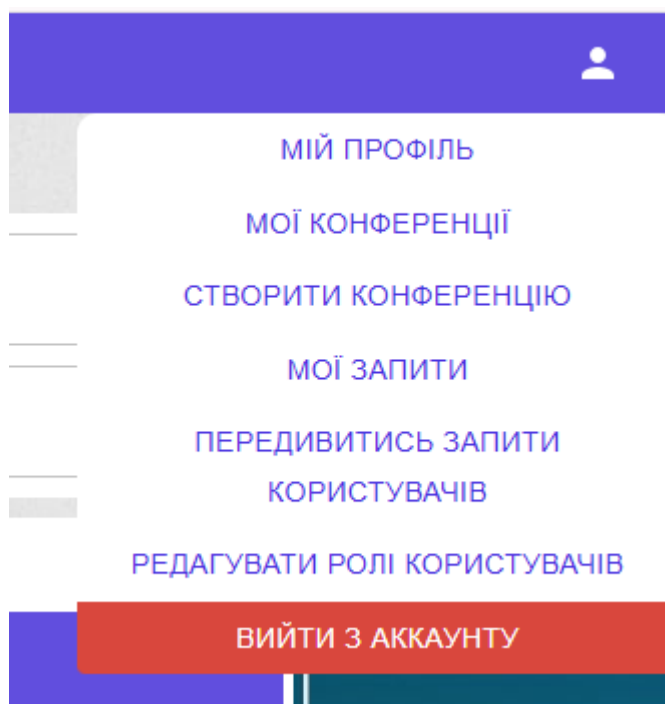 МІЙ ПРОФІЛЬ
МОЇ КОНФЕРЕНЦІЇ
СТВОРИТИ КОНФЕРЕНЦІЮ
МОЇ ЗАПИТИ
ПЕРЕДИВИТИСЬ ЗАПИТИ
КОРИСТУВАЧІВ
РЕДАГУВАТИ РОЛІ КОРИСТУВАЧІВ
ВИЙТИ З АККАУНТУ